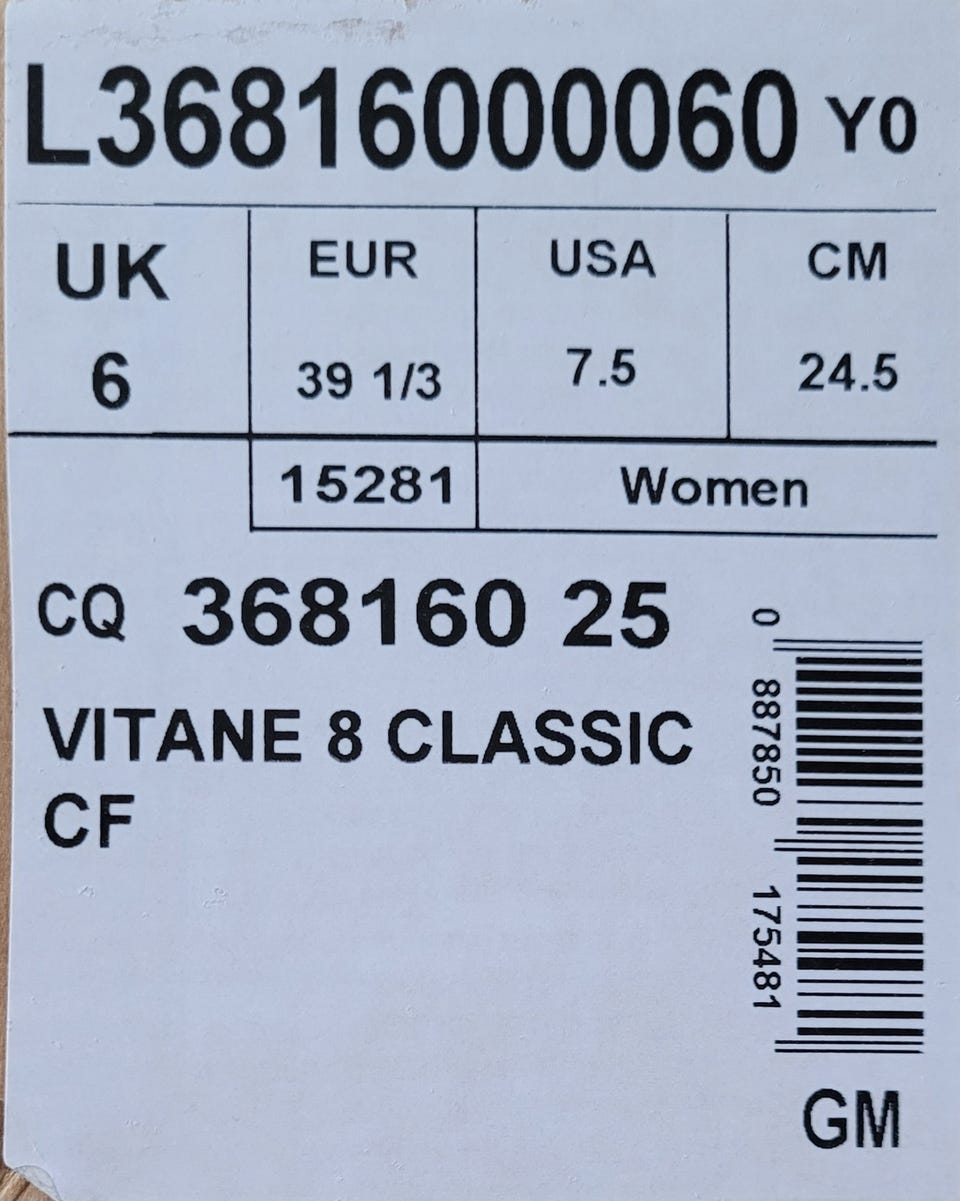 L36816000060 Y0
UK EUR USA CM
6 39 1/3 7.5 24.5
15281 Women
CQ 368160 25
VITANE 8 CLASSIC
CF
0 887850 175481
GM